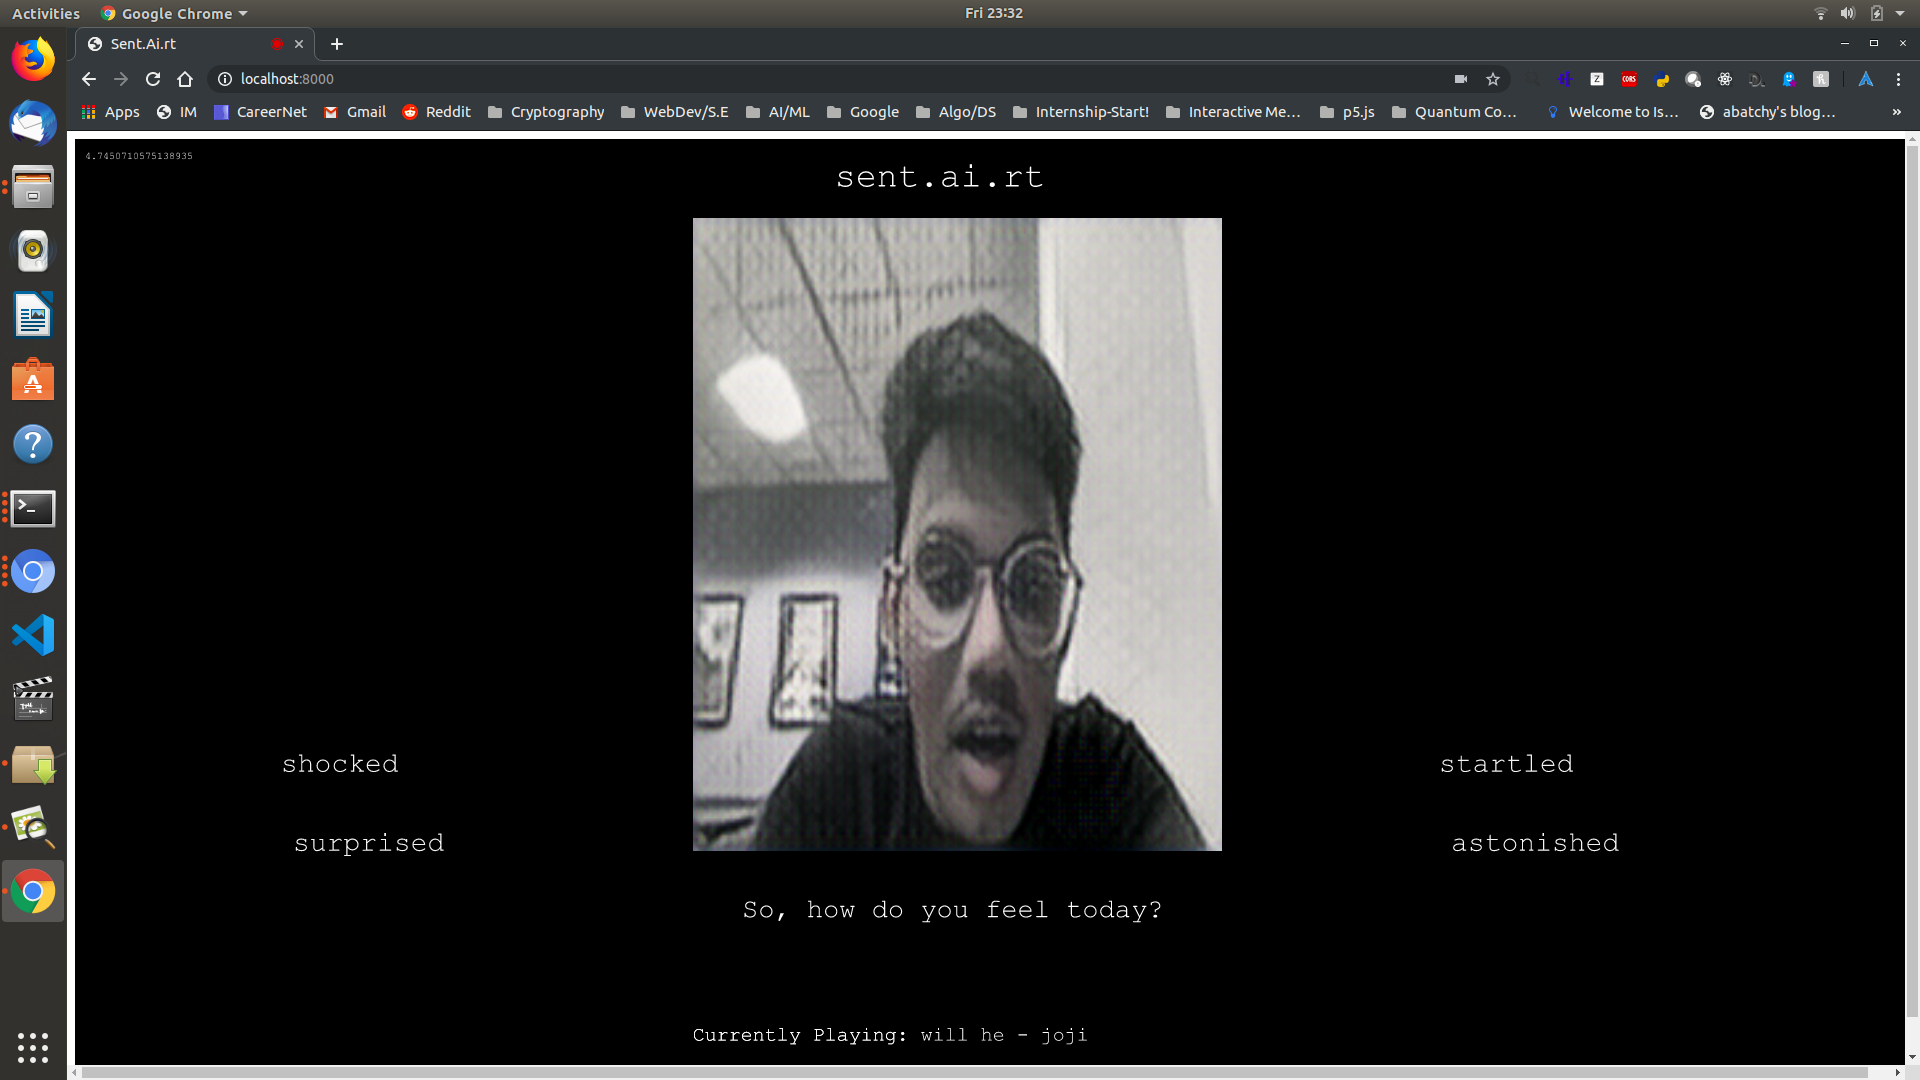 Activities Google Chrome Fri 23:32
Sent.Ai.rt
localhost:8000
Apps IM CareerNet Gmail Reddit Cryptography WebDev/S.E AI/ML Google Algo/DS Internship-Start! Interactive Me... p5.js Quantum Co... Welcome to Is... abatchy's blog... »
4.7450710575138935
sent.ai.rt
shocked startled
surprised astonished
So, how do you feel today?
Currently Playing: will he - joji